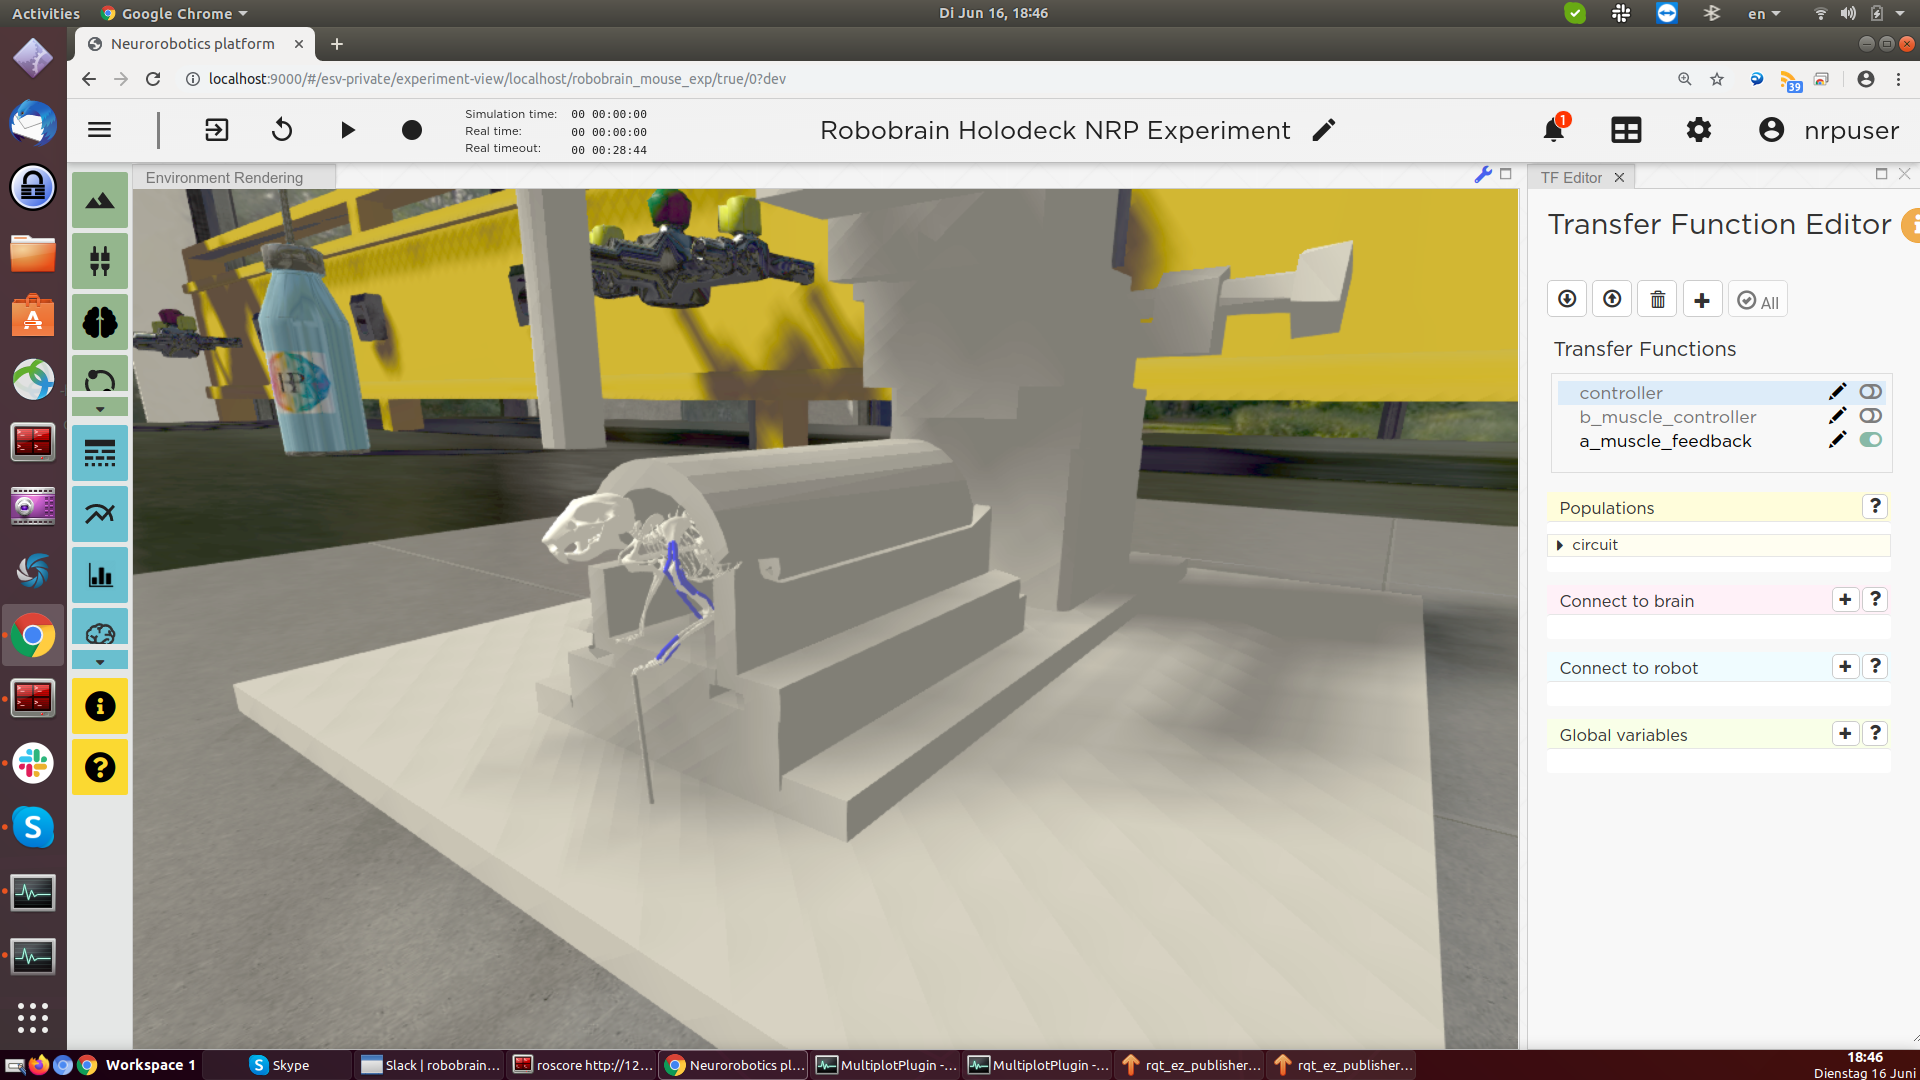 Activities
Google Chrome
Di Jun 16, 18:46
en
Neurorobotics platform
localhost:9000/#/esv-private/experiment-view/localhost/robobrain_mouse_exp/true/0?dev
39
Simulation time: 00 00:00:00
Real time: 00 00:00:00
Real timeout: 00 00:28:44
Robobrain Holodeck NRP Experiment
1
nrpuser
Environment Rendering
TF Editor
Transfer Function Editor
All
Transfer Functions
controller
b_muscle_controller
a_muscle_feedback
Populations ?
circuit
Connect to brain + ?
Connect to robot + ?
Global variables + ?
Workspace 1
Skype
Slack | robobrain...
roscore http://12...
Neurorobotics pl...
MultiplotPlugin -...
MultiplotPlugin -...
rqt_ez_publisher...
rqt_ez_publisher...
18:46
Dienstag 16 Juni